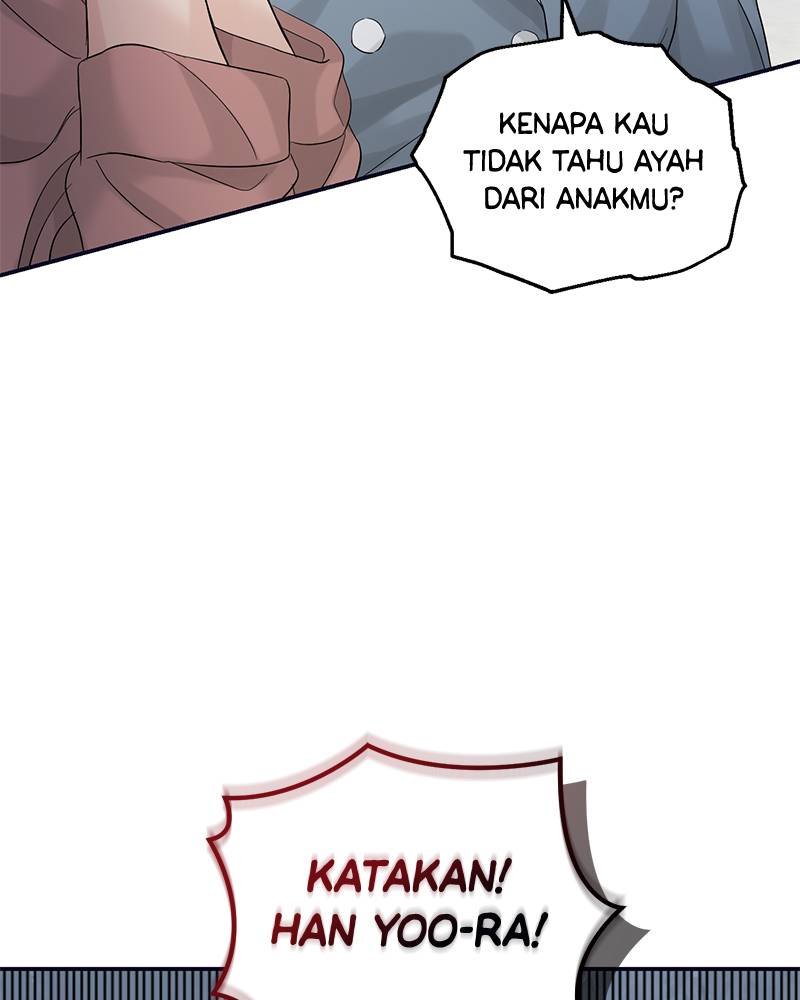 KENAPA KAU
TIDAK TAHU AYAH
DARI ANAKMU?
KATAKAN!
HAN YOO-RA!